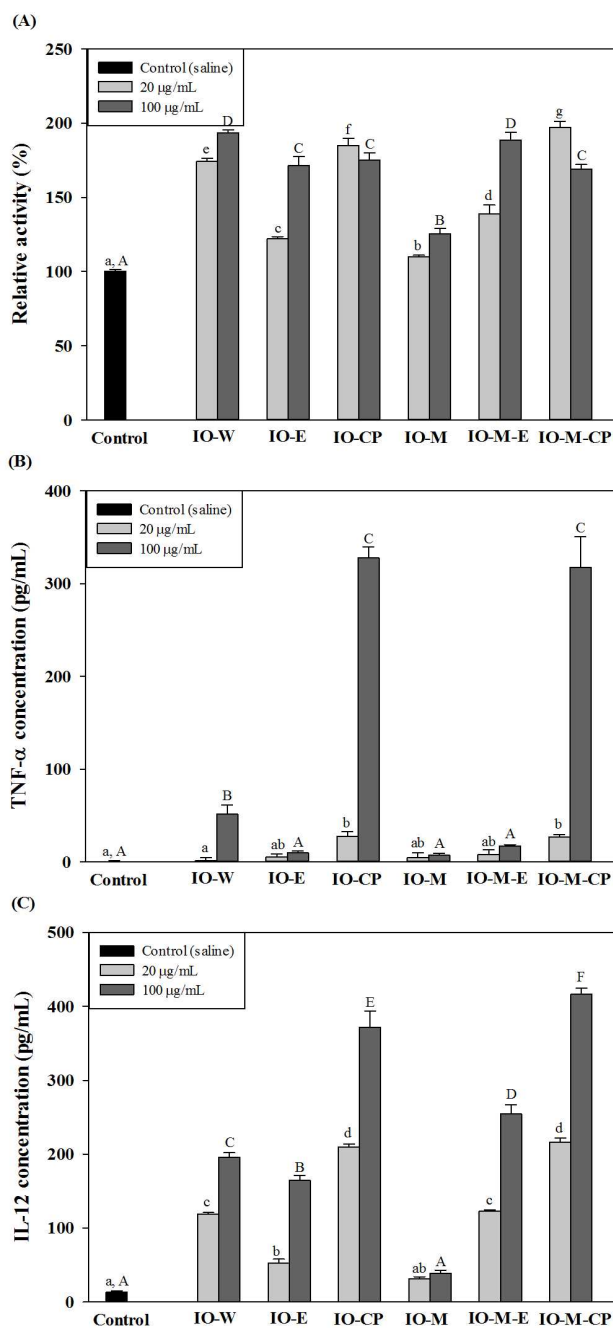 (A)
250
200
150
100
50
0
Relative activity (%)
Control (saline)
20 μg/mL
100 μg/mL
a, A
e
D
c
C
f
C
b
B
d
D
g
C
Control IO-W IO-E IO-CP IO-M IO-M-E IO-M-CP
(B)
400
300
200
100
0
TNF-α concentration (pg/mL)
Control (saline)
20 μg/mL
100 μg/mL
a, A
a
B
ab
A
b
C
ab
A
ab
A
b
C
Control IO-W IO-E IO-CP IO-M IO-M-E IO-M-CP
(C)
500
400
300
200
100
0
IL-12 concentration (pg/mL)
Control (saline)
20 μg/mL
100 μg/mL
a, A
c
C
b
B
d
E
ab
A
c
D
d
F
Control IO-W IO-E IO-CP IO-M IO-M-E IO-M-CP